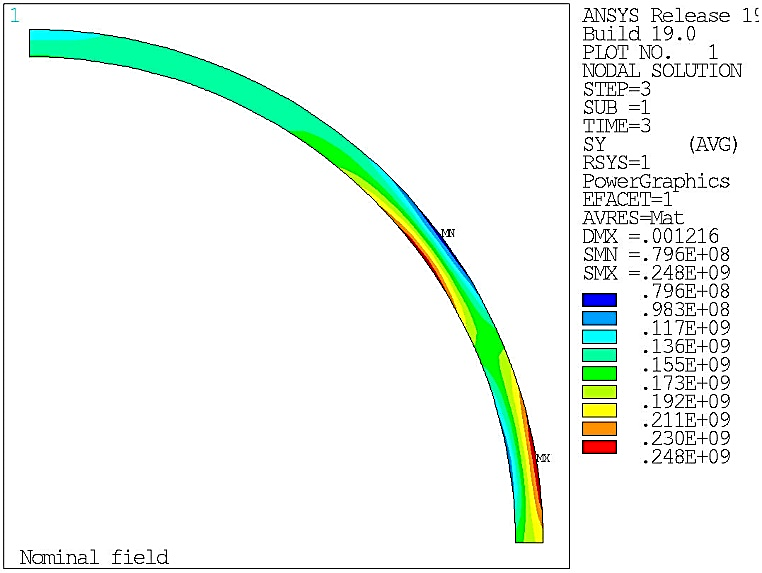 1
ANSYS Release 19
Build 19.0
PLOT NO. 1
NODAL SOLUTION
STEP=3
SUB =1
TIME=3
SY (AVG)
RSYS=1
PowerGraphics
EFACET=1
AVRES=Mat
DMX =.001216
SMN =.796E+08
SMX =.248E+09
.796E+08
.983E+08
.117E+09
.136E+09
.155E+09
.173E+09
.192E+09
.211E+09
.230E+09
.248E+09
MN
MX
Nominal field